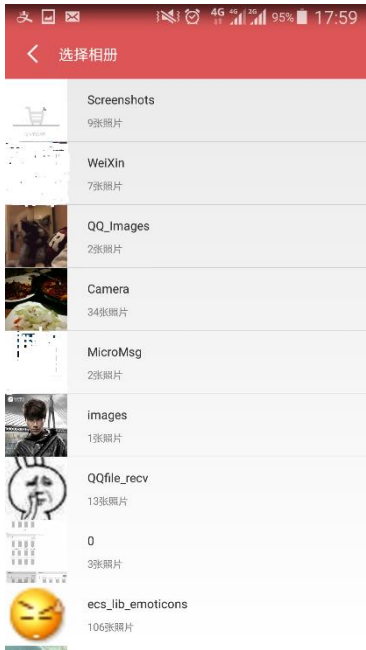 4G 4G 2G 95% 17:59
选择相册
Screenshots
9张照片
WeiXin
7张照片
QQ_Images
2张照片
Camera
34张照片
MicroMsg
2张照片
images
1张照片
QQfile_recv
13张照片
0
3张照片
ecs_lib_emoticons
106张照片